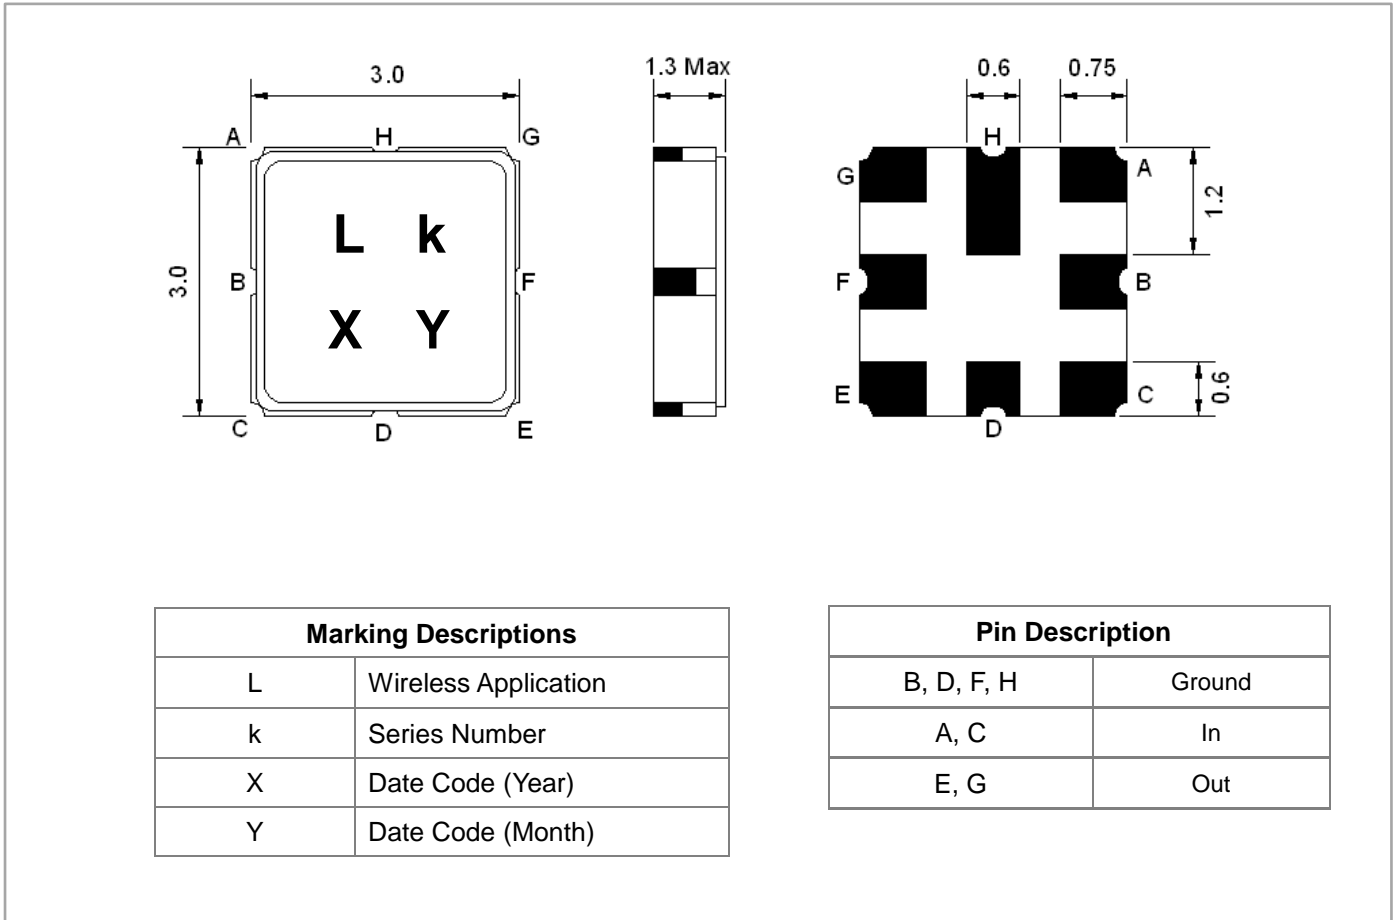 3.0
1.3 Max
0.6 0.75
A H G
H
G A
L k
1.2
3.0
B F
F B
X Y
E C
0.6
C D E
D
Marking Descriptions
L Wireless Application
k Series Number
X Date Code (Year)
Y Date Code (Month)
Pin Description
B, D, F, H Ground
A, C In
E, G Out